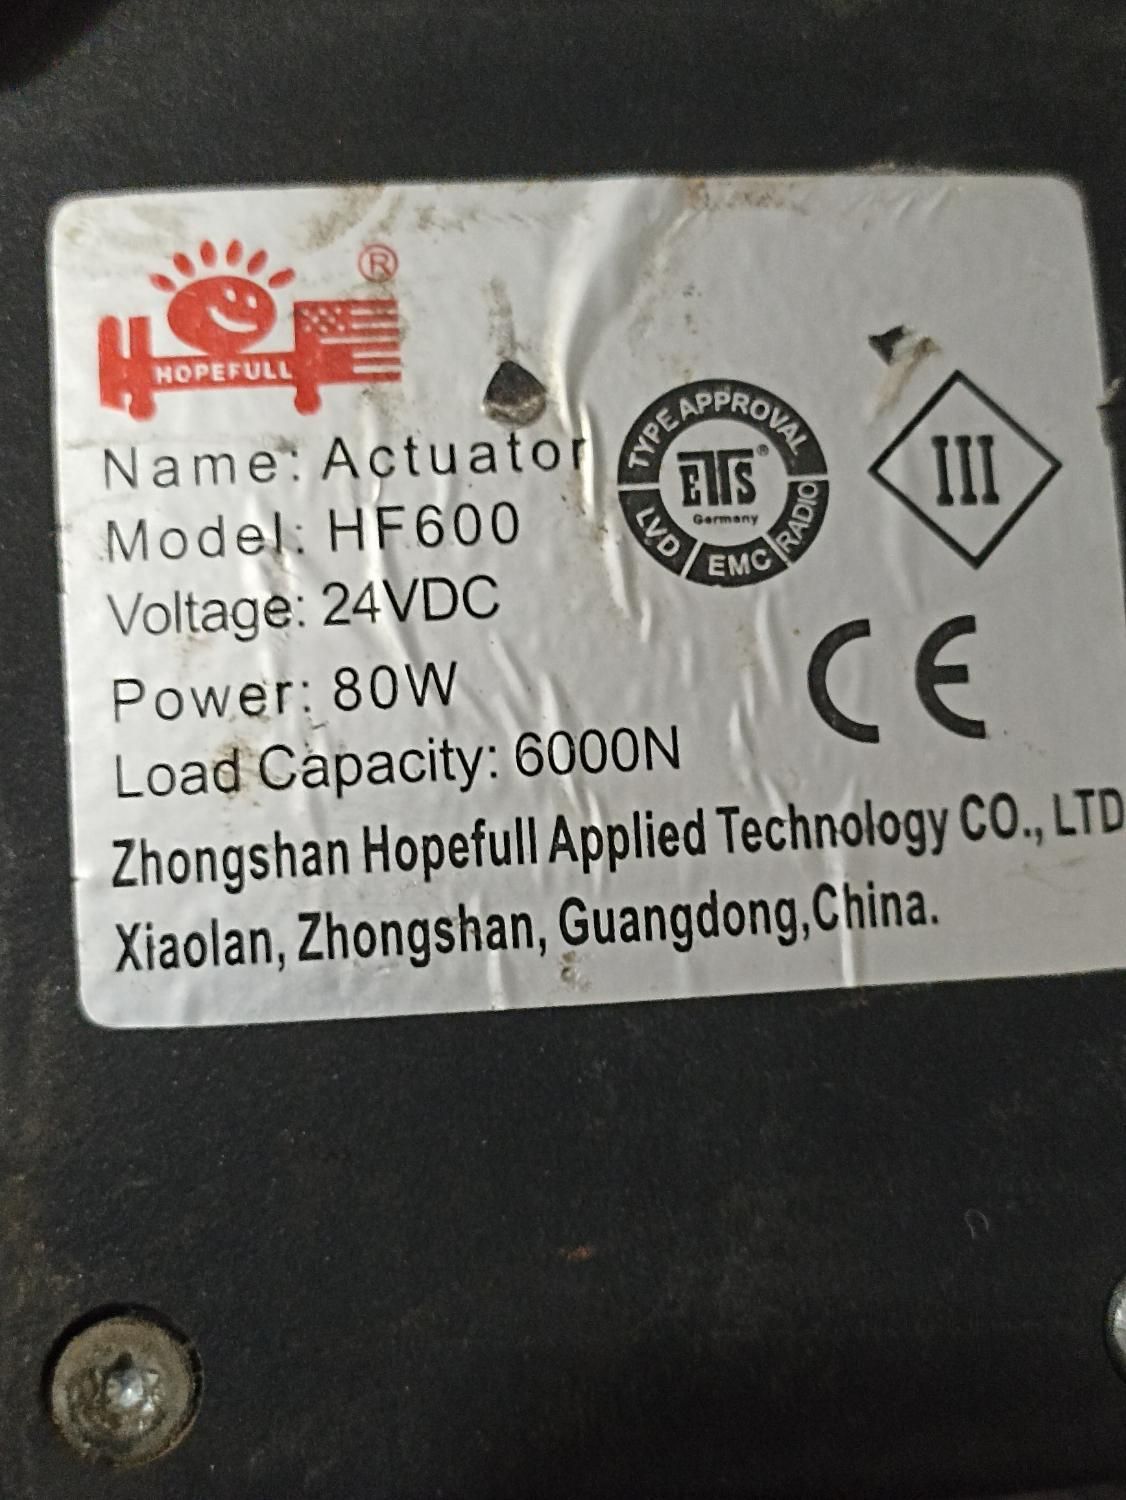 ®
HOPEFULL
Name: Actuator
Model: HF600
Voltage: 24VDC
Power: 80W
Load Capacity: 6000N
Zhongshan Hopefull Applied Technology CO., LTD
Xiaolan, Zhongshan, Guangdong,China.
TYPE APPROVAL
ETS®
Germany
LVD EMC RADIO
III
CE